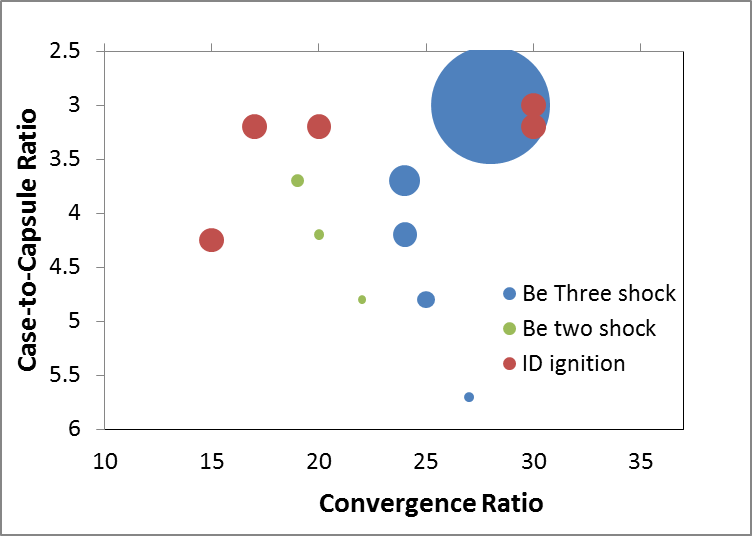 2.5
3
3.5
4
4.5
5
5.5
6
Case-to-Capsule Ratio
Be Three shock
Be two shock
ID ignition
10 15 20 25 30 35
Convergence Ratio